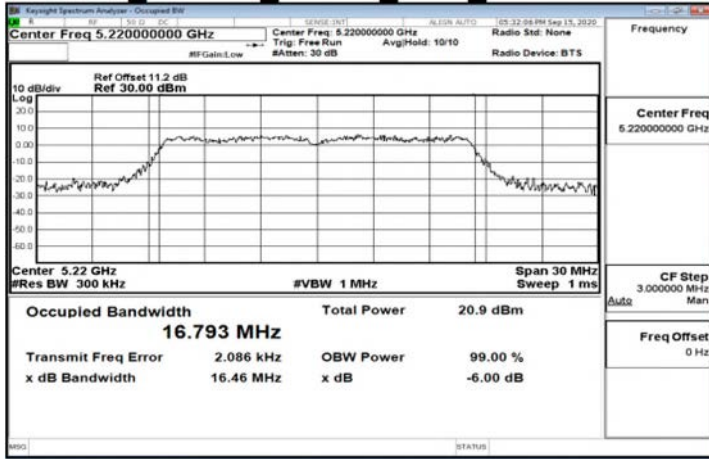 Keysight Spectrum Analyzer - Occupied BW
R RF 50 Ω DC SENSE:INT ALIGN AUTO 05:32:06 PM Sep 15, 2020
Center Freq 5.220000000 GHz
Center Freq: 5.220000000 GHz
Radio Std: None
Trig: Free Run Avg|Hold: 10/10
#IFGain:Low #Atten: 30 dB Radio Device: BTS
Ref Offset 11.2 dB
10 dB/div Ref 30.00 dBm
Log
20.0
10.0
0.00
-10.0
-20.0
-30.0
-40.0
-50.0
-60.0
Center 5.22 GHz Span 30 MHz
#Res BW 300 kHz #VBW 1 MHz Sweep 1 ms
Occupied Bandwidth Total Power 20.9 dBm
16.793 MHz
Transmit Freq Error 2.086 kHz OBW Power 99.00 %
x dB Bandwidth 16.46 MHz x dB -6.00 dB
MSG STATUS
Frequency
Center Freq
5.220000000 GHz
CF Step
3.000000 MHz
Auto Man
Freq Offset
0 Hz